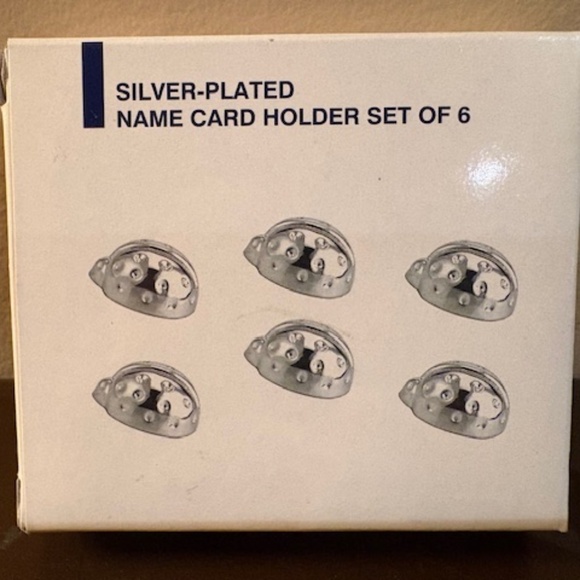 SILVER-PLATED
NAME CARD HOLDER SET OF 6